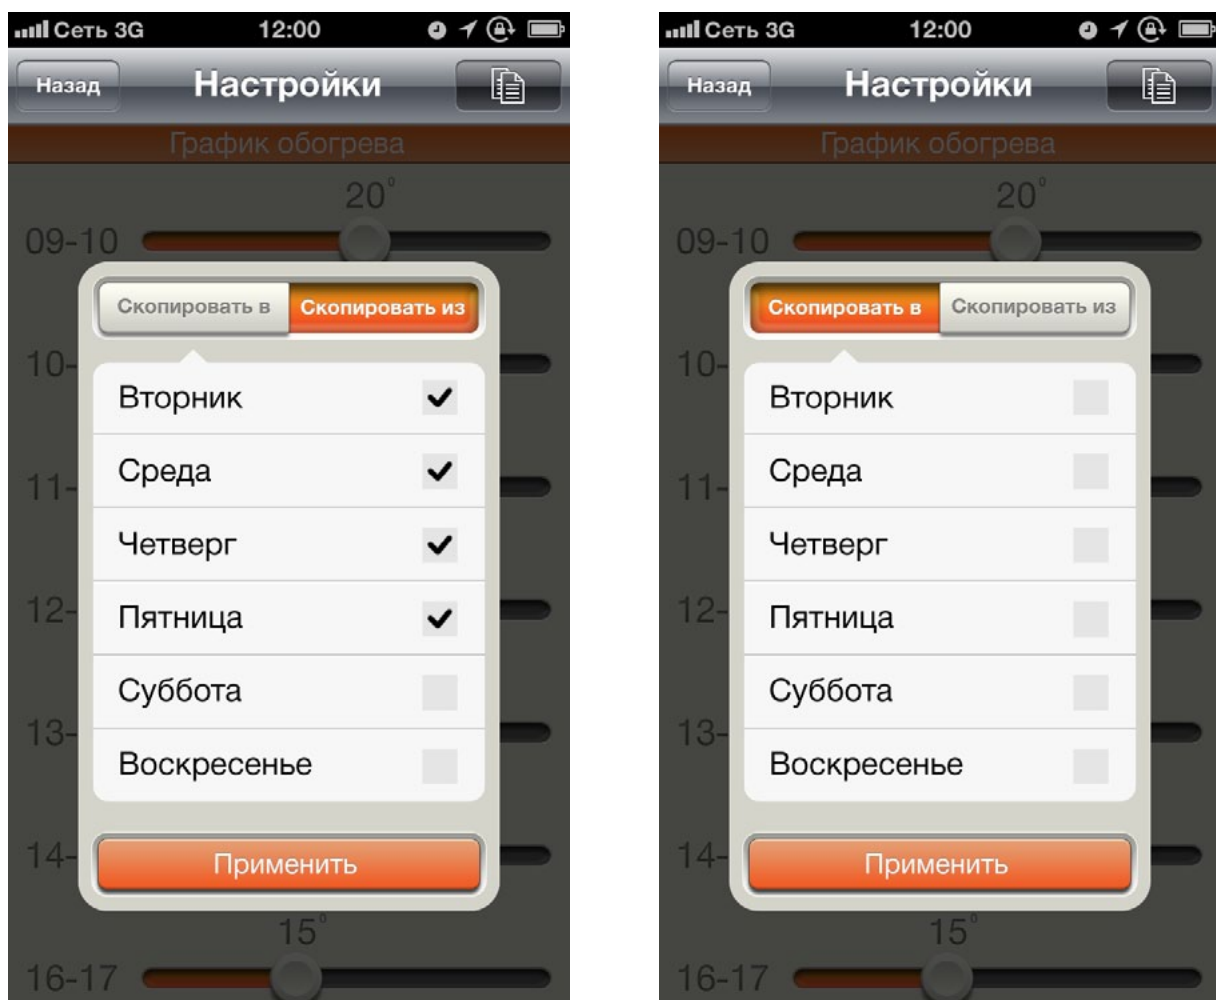 Сеть 3G 12:00
Назад Настройки
График обогрева
20°
09-10
Скопировать в Скопировать из
10-
Вторник
11-
Среда
Четверг
12-
Пятница
Суббота
13-
Воскресенье
14-
Применить
15°
16-17
Сеть 3G 12:00
Назад Настройки
График обогрева
20°
09-10
Скопировать в Скопировать из
10-
Вторник
11-
Среда
Четверг
12-
Пятница
Суббота
13-
Воскресенье
14-
Применить
15°
16-17